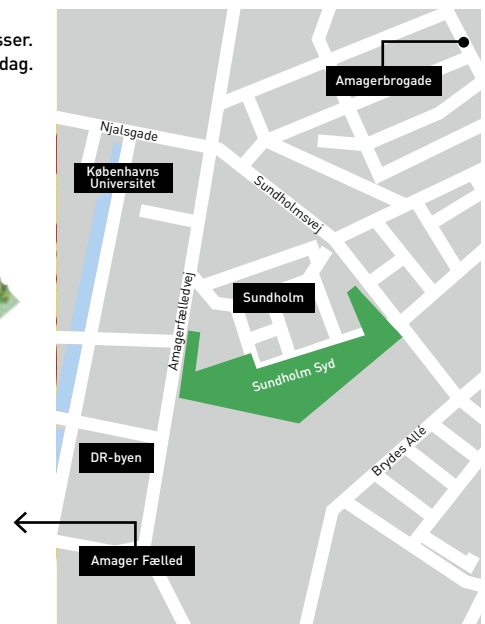 sser.
dag.
Amagerbrogade
Njalsgade
Københavns
Universitet
Sundholmsvej
Sundholm
Amagerfælledvej
Sundholm Syd
Brydes Allé
DR-byen
Amager Fælled